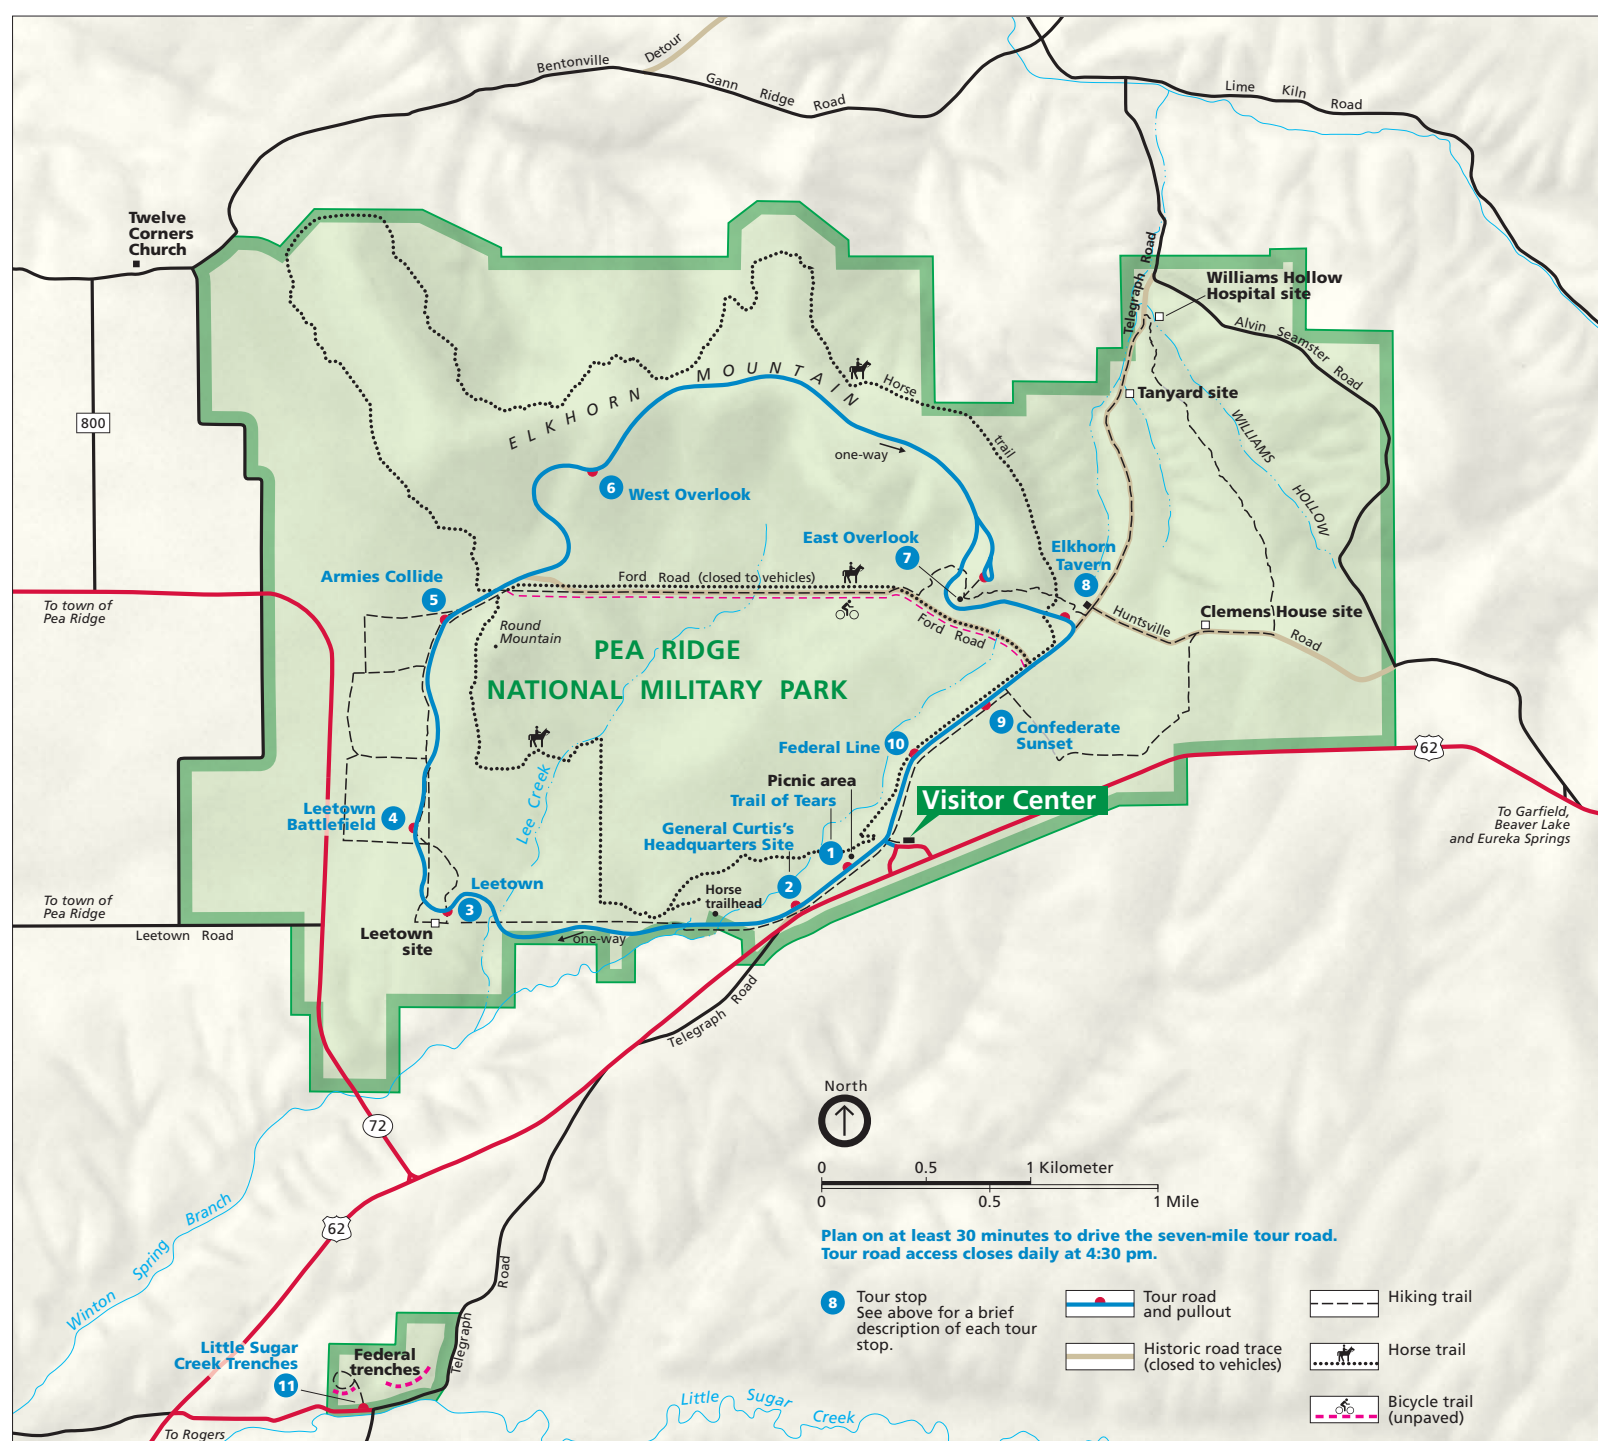 Bentonville Detour
Gann Ridge Road
Lime Kiln Road
Twelve
Corners
Church
Telegraph Road
Williams Hollow
Hospital site
Alvin Seamster Road
800
ELKHORN MOUNTAIN
Horse trail
Tanyard site
WILLIAMS HOLLOW
one-way
6
West Overlook
East Overlook
7
Elkhorn
Tavern
8
Armies Collide
5
Ford Road (closed to vehicles)
To town of
Pea Ridge
Round
Mountain
Ford Road
Huntsville Road
Clemens House site
PEA RIDGE
NATIONAL MILITARY PARK
9
Confederate
Sunset
Federal Line
10
62
Picnic area
Trail of Tears
Visitor Center
Lee Creek
Leetown
Battlefield
4
General Curtis's
Headquarters Site
1
2
To Garfield,
Beaver Lake
and Eureka Springs
Leetown
3
Horse
trailhead
To town of
Pea Ridge
Leetown Road
Leetown
site
one-way
Telegraph Road
72
North
0 0.5 1 Kilometer
0 0.5 1 Mile
Winton Spring Branch
62
Plan on at least 30 minutes to drive the seven-mile tour road.
Tour road access closes daily at 4:30 pm.
Telegraph Road
8
Tour stop
See above for a brief
description of each tour
stop.
Tour road
and pullout
Historic road trace
(closed to vehicles)
Hiking trail
Horse trail
Bicycle trail
(unpaved)
Little Sugar
Creek Trenches
11
Federal
trenches
Little Sugar Creek
To Rogers